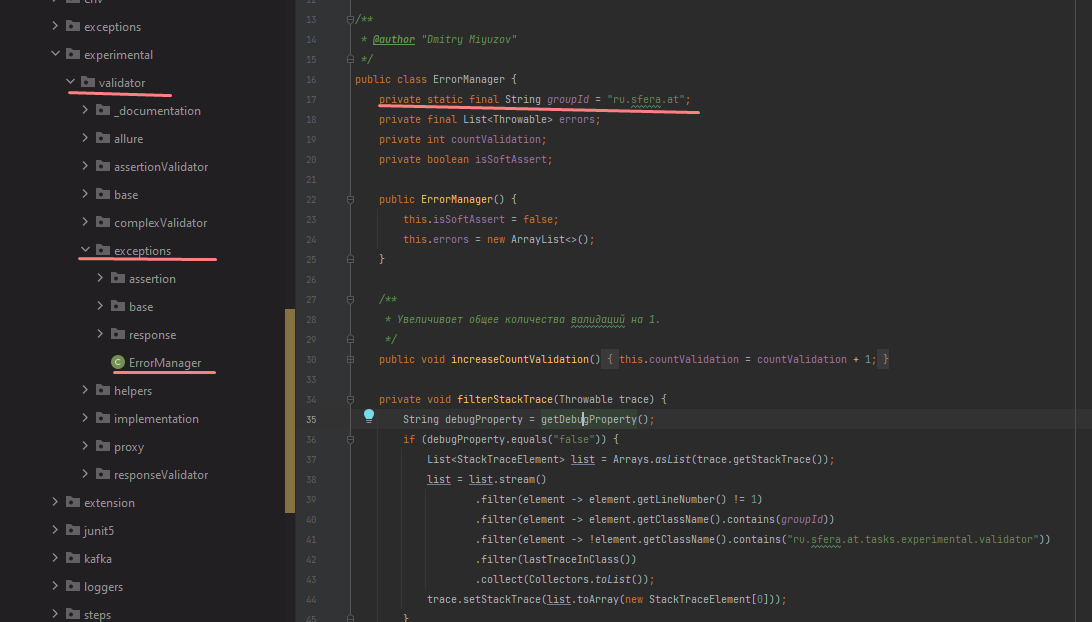 env
exceptions
experimental
validator
_documentation
allure
assertionValidator
base
complexValidator
exceptions
assertion
base
response
C ErrorManager
helpers
implementation
proxy
responseValidator
extension
junit5
kafka
loggers
steps
12
13 /**
14 * @author "Dmitry Miyuzov"
15 */
16 public class ErrorManager {
17 private static final String groupId = "ru.sfera.at";
18 private final List<Throwable> errors;
19 private int countValidation;
20 private boolean isSoftAssert;
21
22 public ErrorManager() {
23 this.isSoftAssert = false;
24 this.errors = new ArrayList<>();
25 }
26
27 /**
28 * Увеличивает общее количества валидаций на 1.
29 */
30 public void increaseCountValidation() { this.countValidation = countValidation + 1; }
33
34 private void filterStackTrace(Throwable trace) {
35 String debugProperty = getDebugProperty();
36 if (debugProperty.equals("false")) {
37 List<StackTraceElement> list = Arrays.asList(trace.getStackTrace());
38 list = list.stream()
39 .filter(element -> element.getLineNumber() != 1)
40 .filter(element -> element.getClassName().contains(groupId))
41 .filter(element -> !element.getClassName().contains("ru.sfera.at.tasks.experimental.validator"))
42 .filter(lastTraceInClass())
43 .collect(Collectors.toList());
44 trace.setStackTrace(list.toArray(new StackTraceElement[0]));
45 }